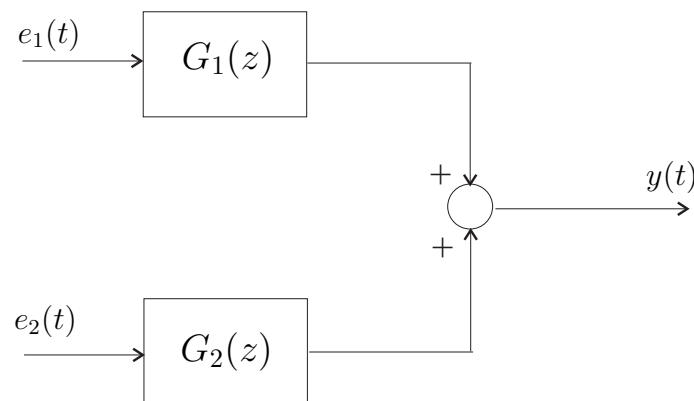 e₁(t)
G₁(z)
+
y(t)
+
e₂(t)
G₂(z)